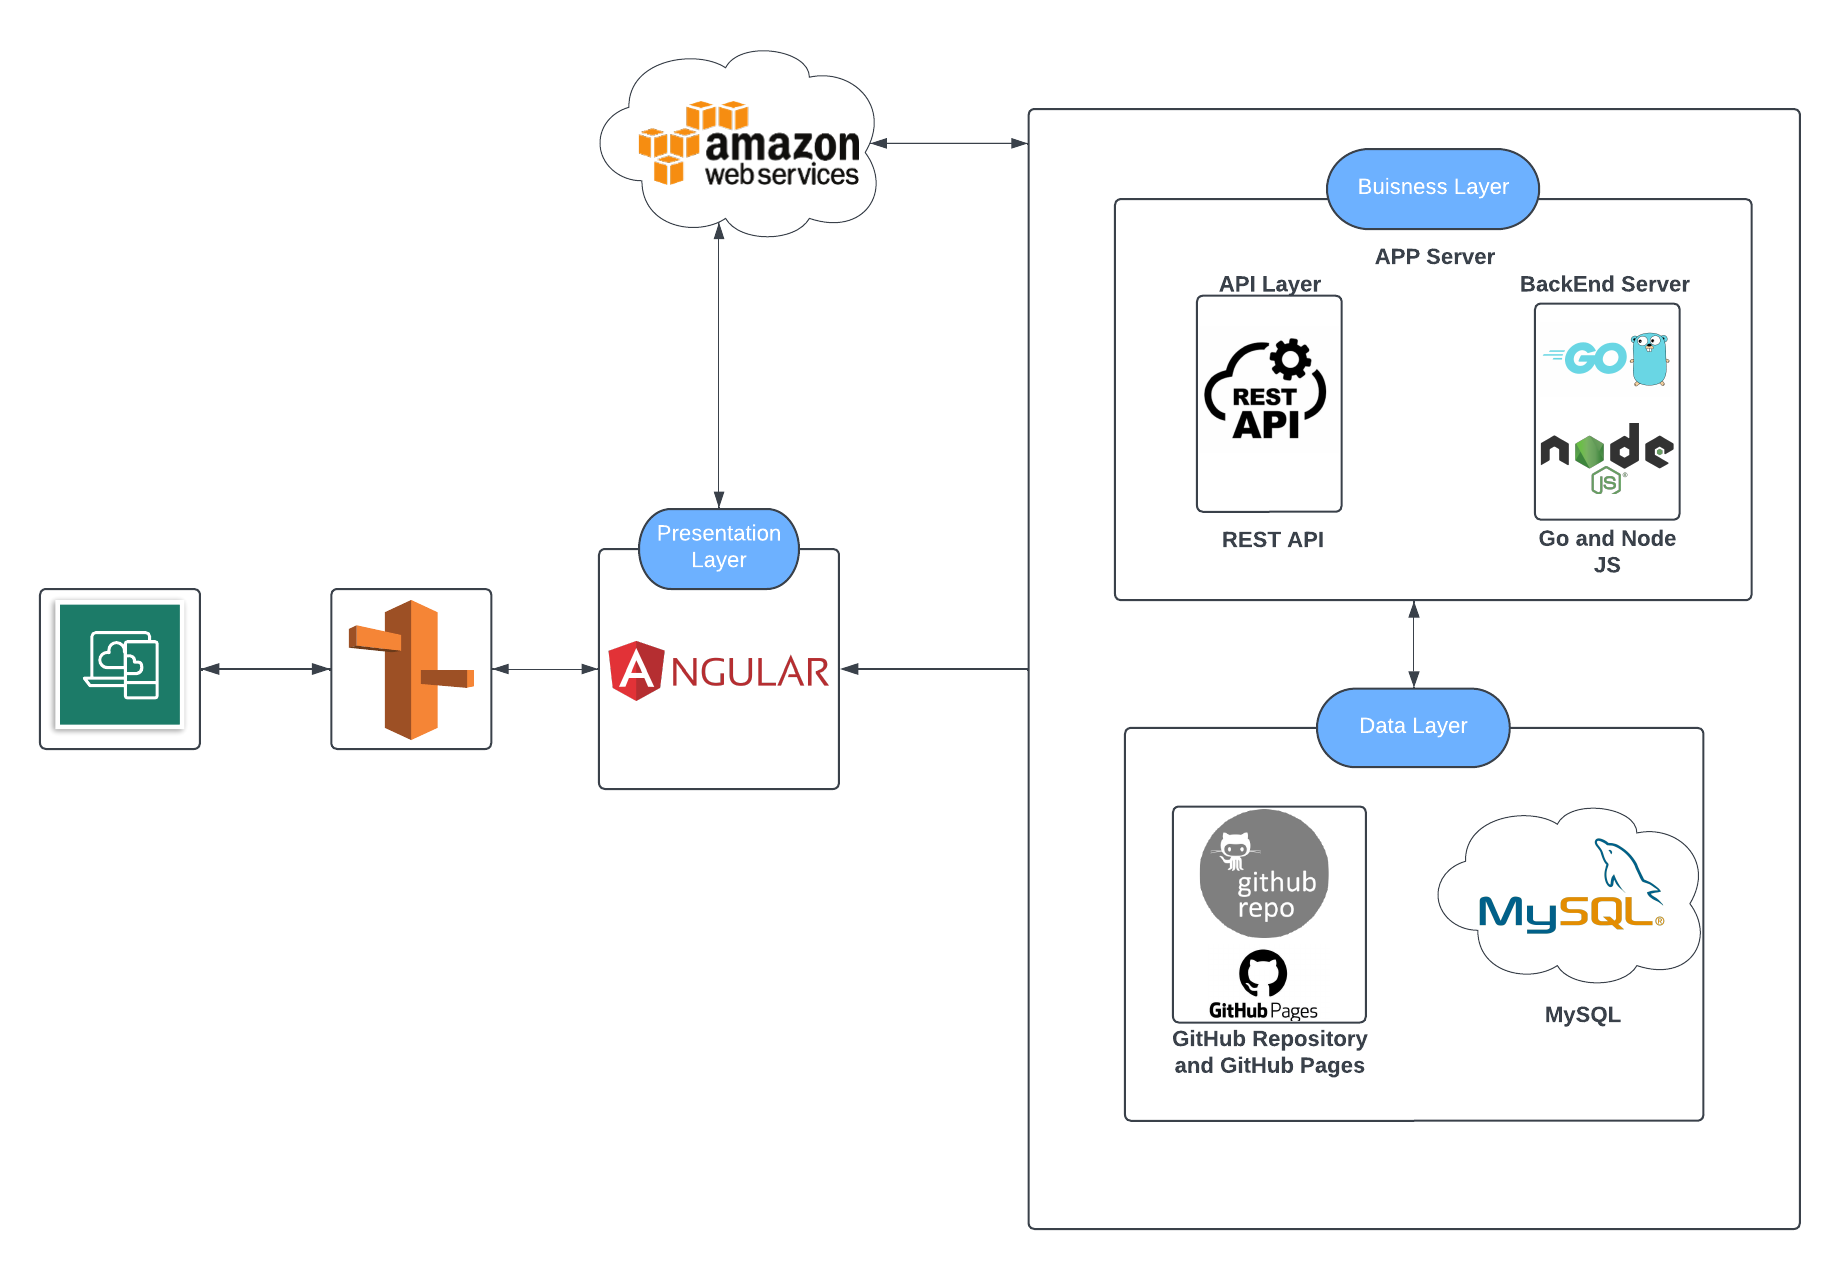 amazon
web services
Buisness Layer
APP Server
API Layer
BackEnd Server
REST
API
GO
node
JS
REST API
Go and Node
JS
Presentation
Layer
ANGULAR
Data Layer
github
repo
GitHub Pages
GitHub Repository
and GitHub Pages
MySQL®
MySQL